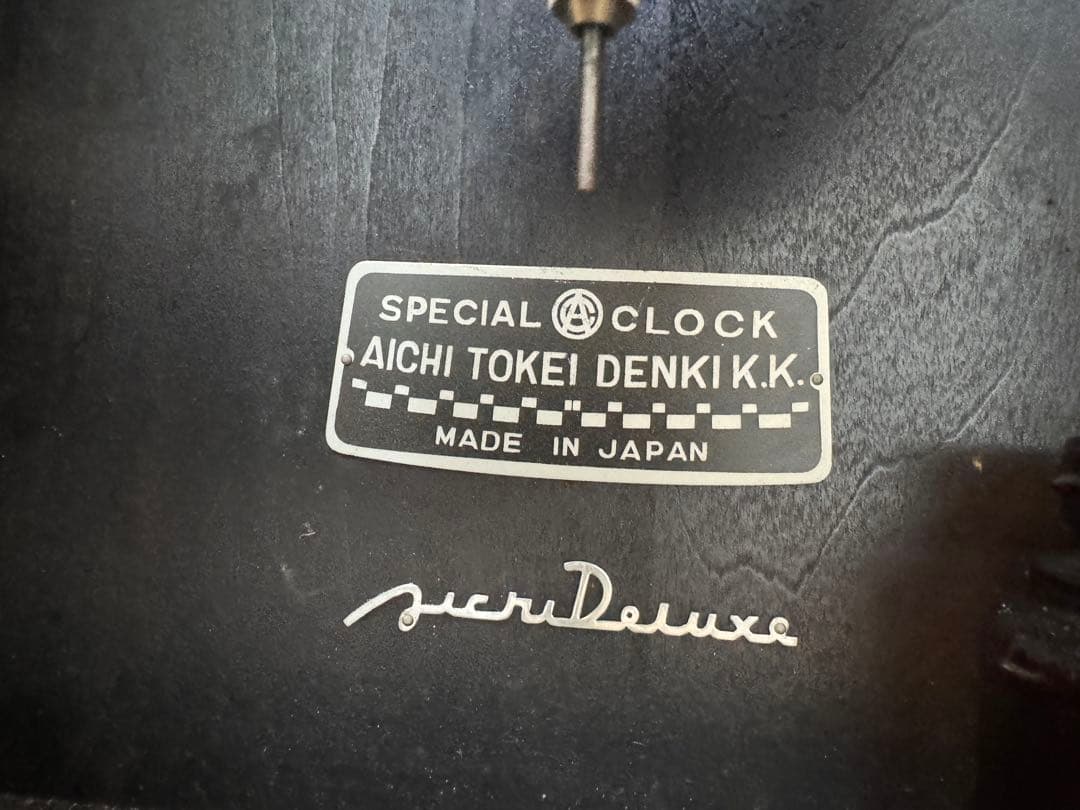 SPECIAL CLOCK
AICHI TOKEI DENKI K.K.
MADE IN JAPAN
Aichi Deluxe